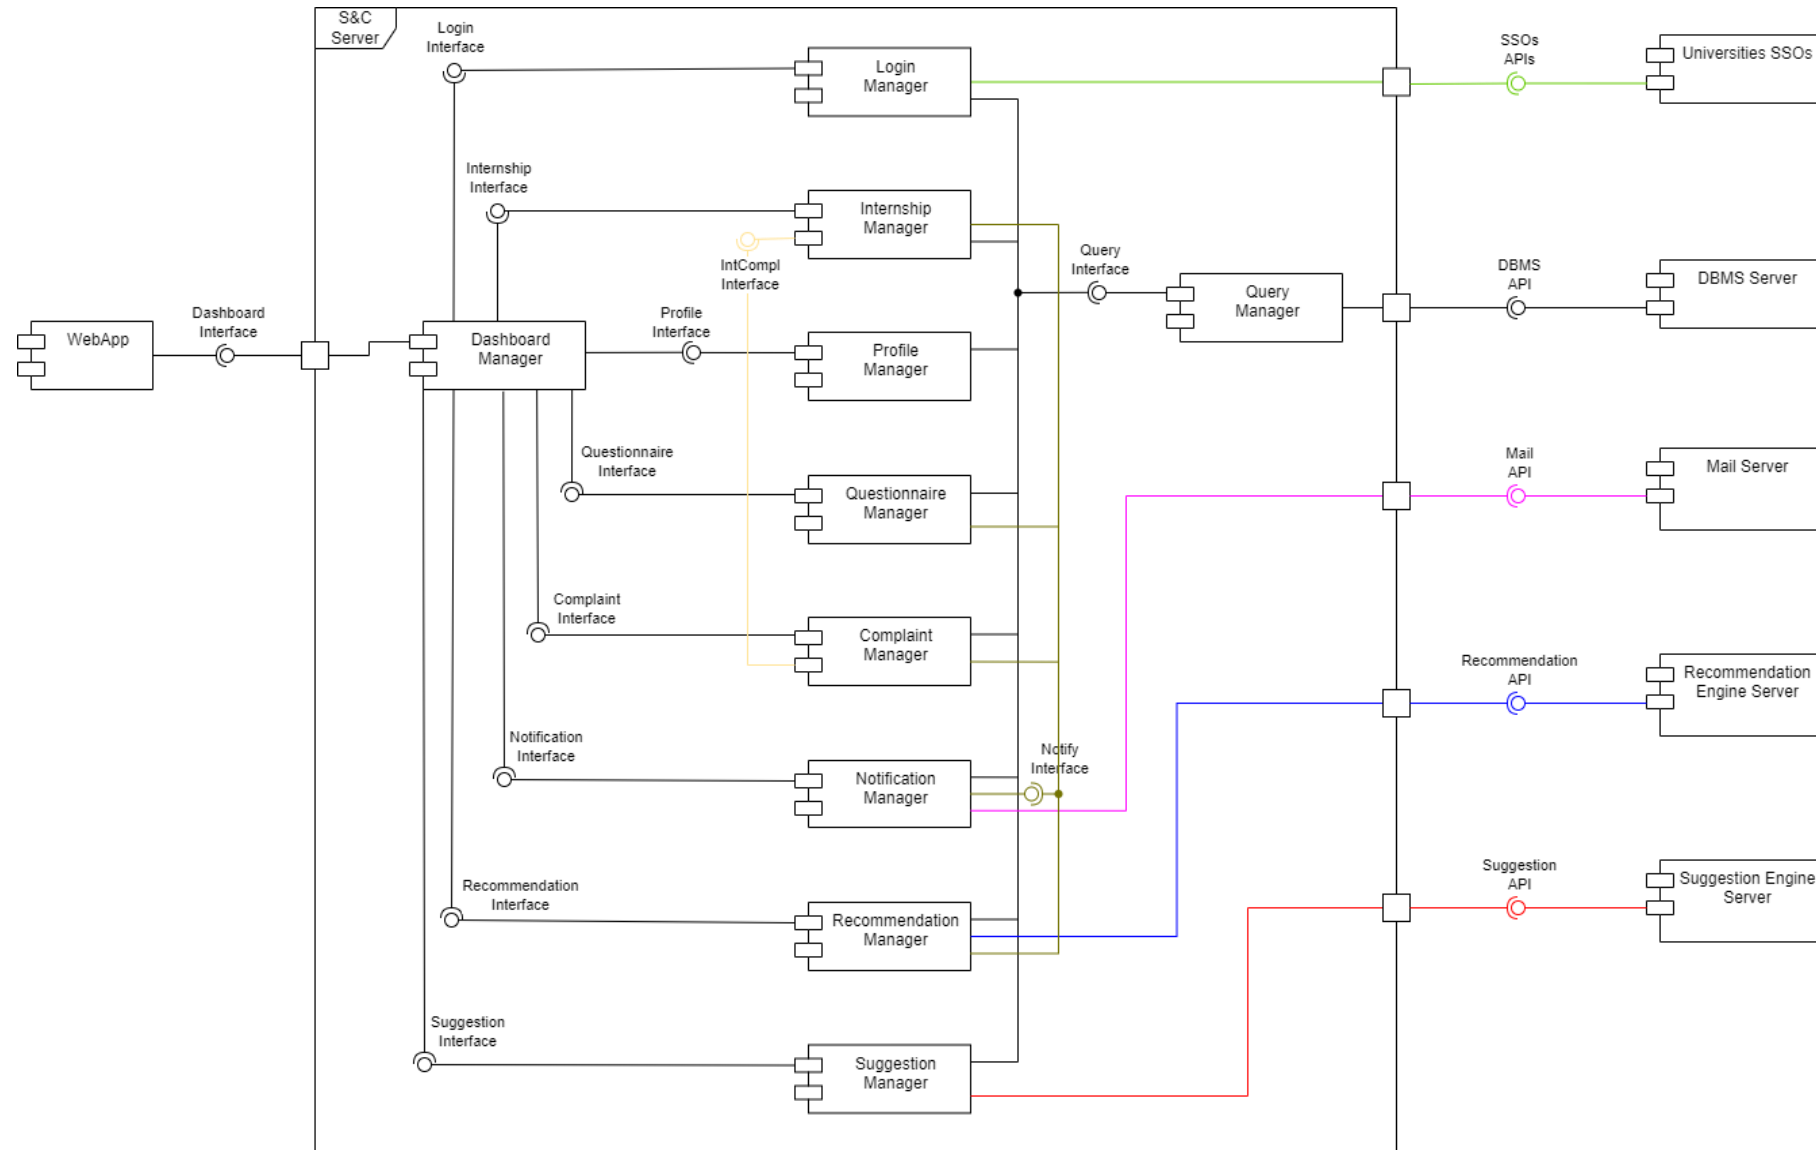 S&C
Server
Login
Interface
Login
Manager
SSOs
APIs
Universities SSOs
Internship
Interface
Internship
Manager
IntCompl
Interface
Query
Interface
Query
Manager
DBMS
API
DBMS Server
WebApp
Dashboard
Interface
Dashboard
Manager
Profile
Interface
Profile
Manager
Questionnaire
Interface
Questionnaire
Manager
Mail
API
Mail Server
Complaint
Interface
Complaint
Manager
Recommendation
API
Recommendation
Engine Server
Notification
Interface
Notification
Manager
Notify
Interface
Recommendation
Interface
Recommendation
Manager
Suggestion
API
Suggestion Engine
Server
Suggestion
Interface
Suggestion
Manager